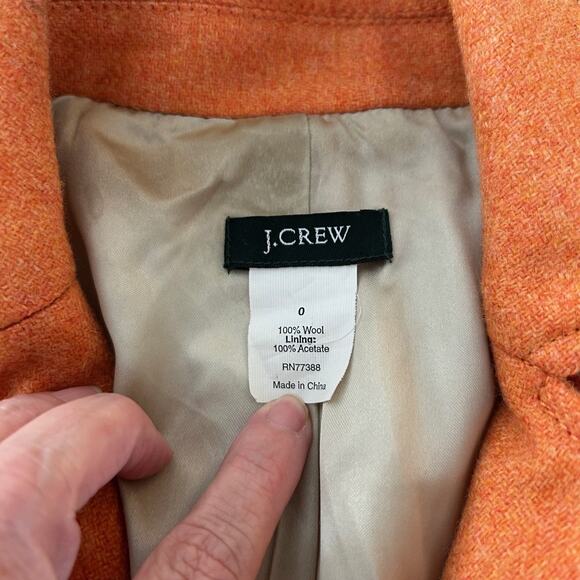 J.CREW
0
100% Wool
Lining:
100% Acetate
RN77388
Made in China